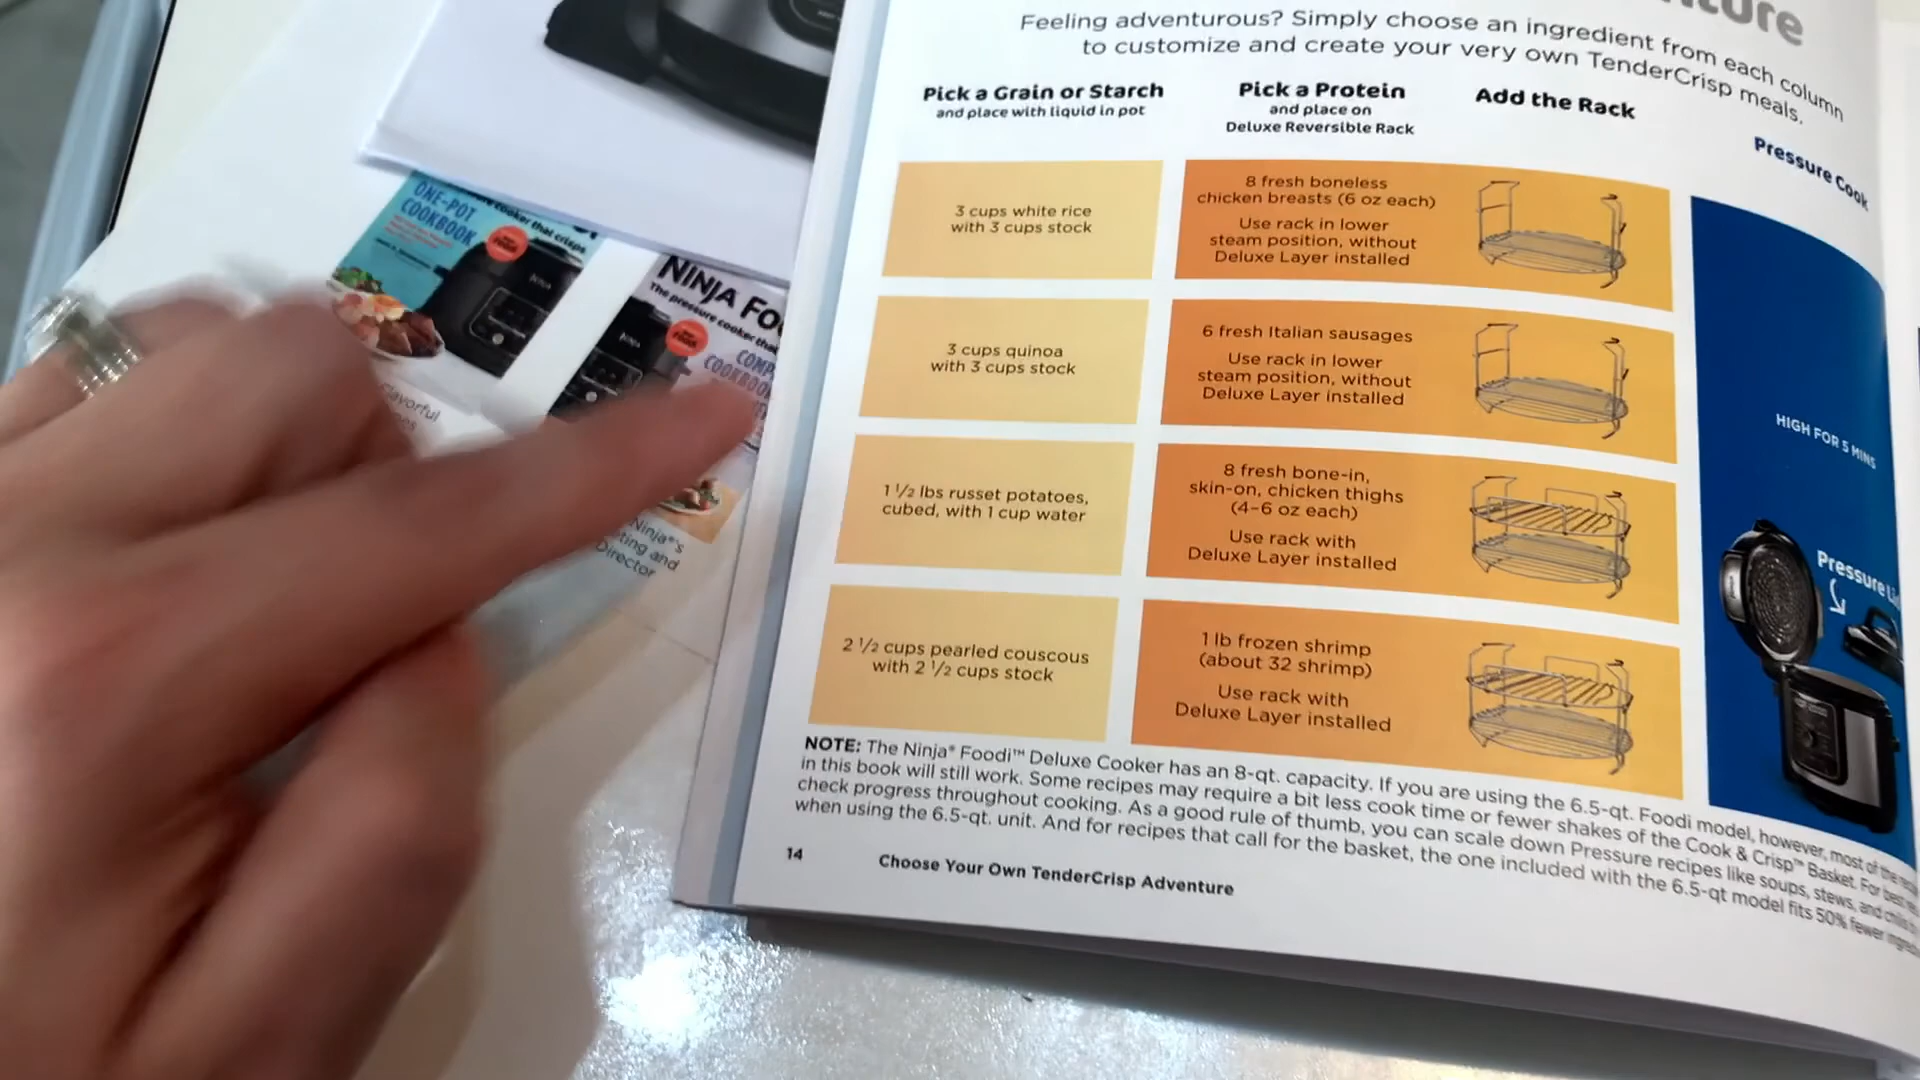 Feeling adventurous? Simply choose an ingredient from each column
to customize and create your very own TenderCrisp meals.
Pick a Grain or Starch
and place with liquid in pot
Pick a Protein
and place on
Deluxe Reversible Rack
Add the Rack
Pressure Cook
3 cups white rice
with 3 cups stock
8 fresh boneless
chicken breasts (6 oz each)
Use rack in lower
steam position, without
Deluxe Layer installed
3 cups quinoa
with 3 cups stock
6 fresh Italian sausages
Use rack in lower
steam position, without
Deluxe Layer installed
1 1/2 lbs russet potatoes,
cubed, with 1 cup water
8 fresh bone-in,
skin-on, chicken thighs
(4-6 oz each)
Use rack with
Deluxe Layer installed
2 1/2 cups pearled couscous
with 2 1/2 cups stock
1 lb frozen shrimp
(about 32 shrimp)
Use rack with
Deluxe Layer installed
HIGH FOR 5 MINS
Pressure
NOTE: The Ninja® Foodi™ Deluxe Cooker has an 8-qt. capacity. If you are using the 6.5-qt. Foodi model, however, most of the
in this book will still work. Some recipes may require a bit less cook time or fewer shakes of the Cook & Crisp™ Basket. For best
check progress throughout cooking. As a good rule of thumb, you can scale down Pressure recipes like soups, stews, and
when using the 6.5-qt. unit. And for recipes that call for the basket, the one included with the 6.5-qt model fits 50% fewer
14
Choose Your Own TenderCrisp Adventure
ONE-POT
COOKBOOK
cooker that crisps
NINJA
The pressure cooker
Ninja®'s
and
Director